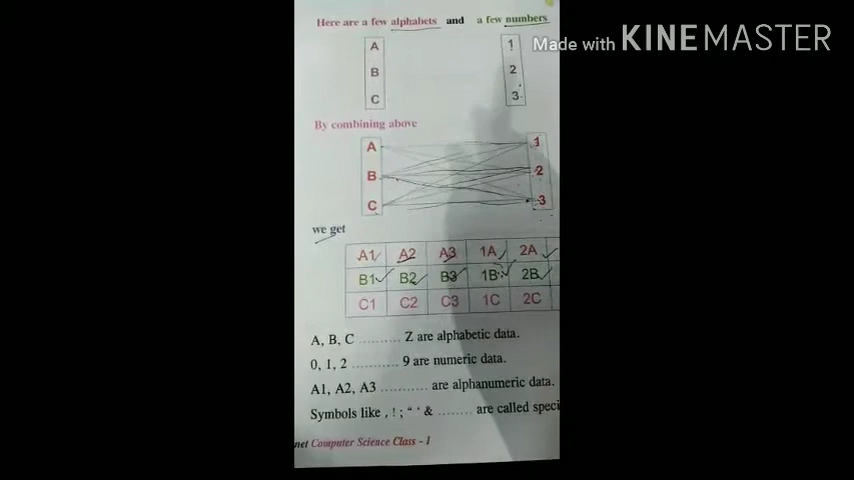 Here are a few alphabets and a few numbers
Made with KINEMASTER
A 1
B 2
C 3
By combining above
A 1
B 2
C 3
we get
A1 A2 A3 1A 2A
B1 B2 B3 1B 2B
C1 C2 C3 1C 2C
A, B, C .......... Z are alphabetic data.
0, 1, 2 ........... 9 are numeric data.
A1, A2, A3 ........... are alphanumeric data.
Symbols like , ! ; “ ‘ & ........ are called speci
net Computer Science Class - 1